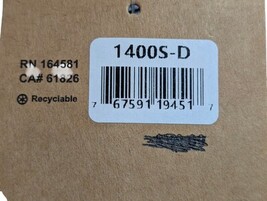 1400S-D
RN 164581
CA# 61826
Recyclable
7 67591 19451 7